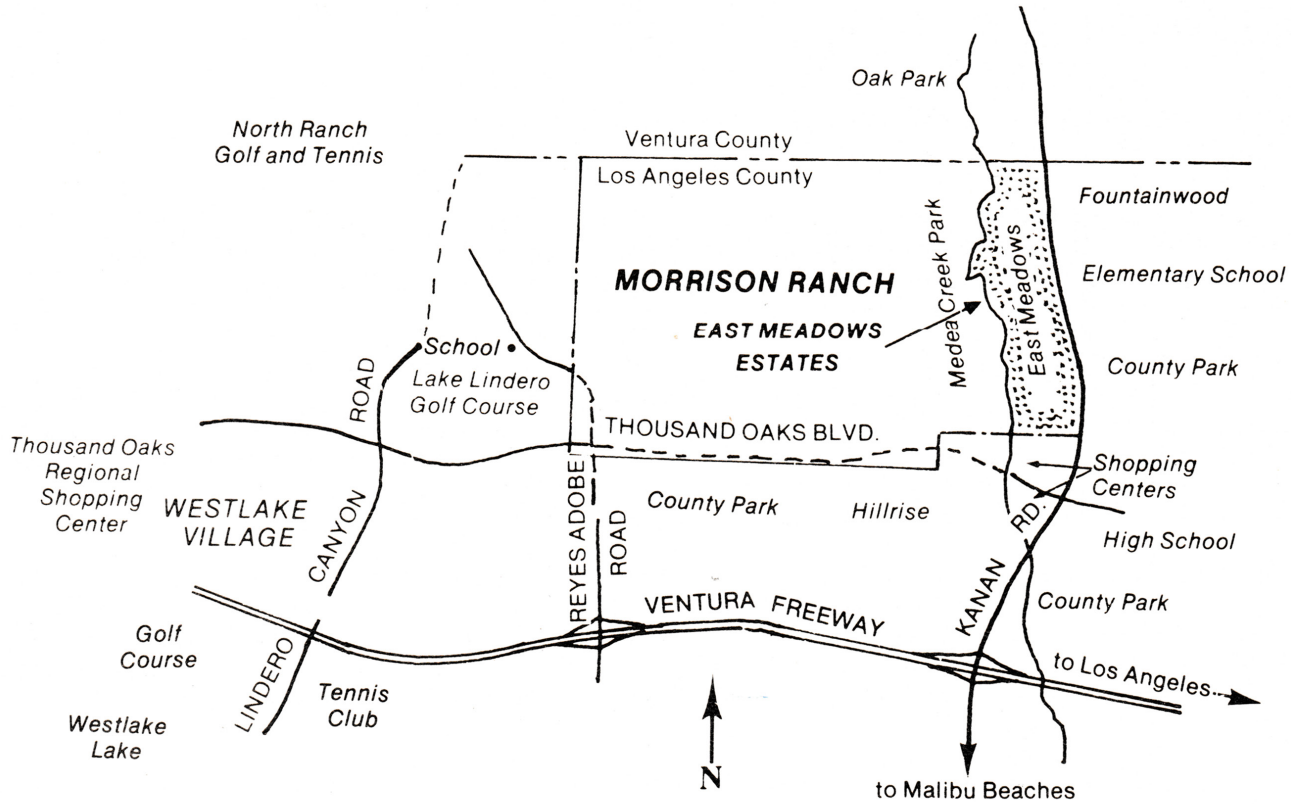 Oak Park
North Ranch
Golf and Tennis
Ventura County
Los Angeles County
Fountainwood
Medea Creek Park
East Meadows
MORRISON RANCH
Elementary School
EAST MEADOWS
ESTATES
School
Lake Lindero
Golf Course
County Park
ROAD
THOUSAND OAKS BLVD.
Thousand Oaks
Regional
Shopping
Center
WESTLAKE
VILLAGE
CANYON
REYES ADOBE
ROAD
County Park
Hillrise
Shopping
Centers
RD.
High School
KANAN
County Park
VENTURA FREEWAY
Golf
Course
LINDERO
Tennis
Club
to Los Angeles
Westlake
Lake
N
to Malibu Beaches